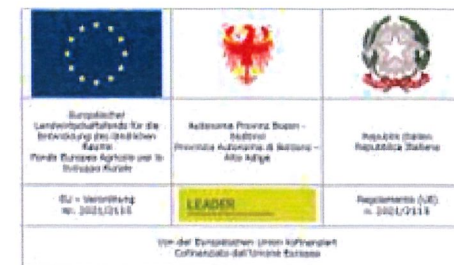 Europäischer
Landwirtschaftsfonds für die
Entwicklung des ländlichen
Raums
Fondo Europeo Agricolo per lo
Sviluppo Rurale
Autonome Provinz Bozen -
Südtirol
Provincia Autonoma di Bolzano -
Alto Adige
Republik Italien
Repubblica Italiana
EU - Verordnung
Nr. 2021/2115
LEADER
Regolamento (UE)
n. 2021/2115
Von der Europäischen Union kofinanziert
Cofinanziato dall'Unione Europea